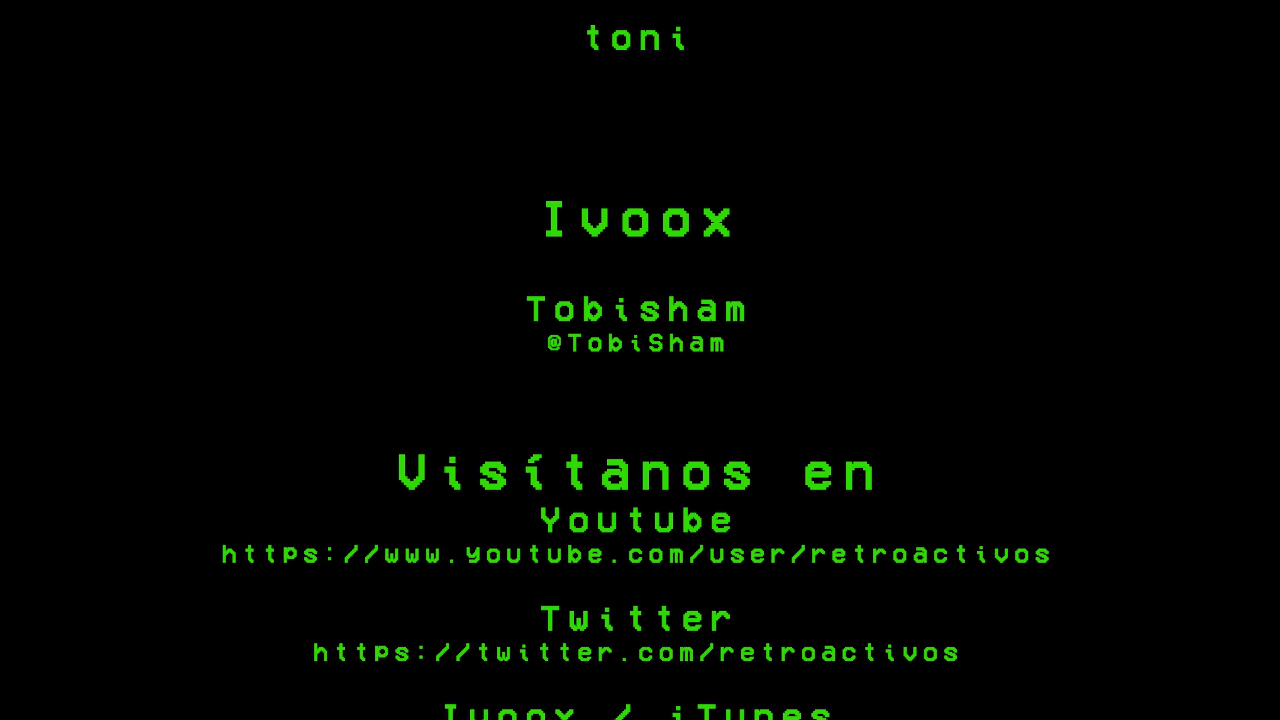 toni
Ivoox
Tobisham
@TobiSham
Visítanos en
Youtube
https://www.youtube.com/user/retroactivos
Twitter
https://twitter.com/retroactivos
Ivoox / iTunes